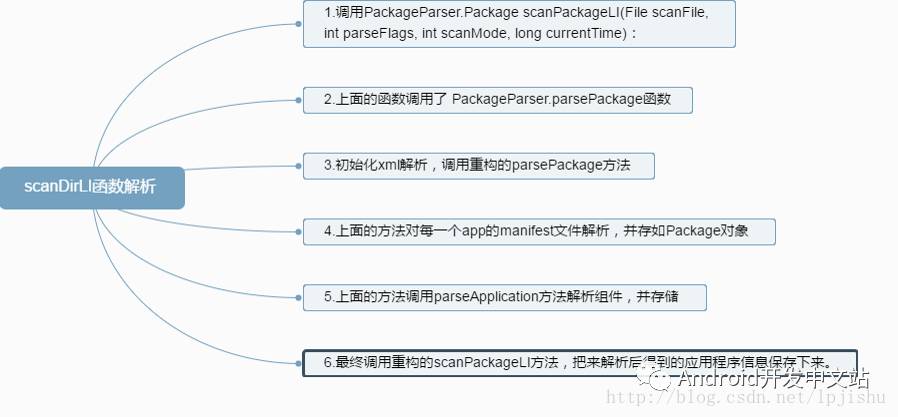 1.调用PackageParser.Package scanPackageLI(File scanFile,
int parseFlags, int scanMode, long currentTime)：
2.上面的函数调用了 PackageParser.parsePackage函数
3.初始化xml解析，调用重构的parsePackage方法
scanDirLI函数解析
4.上面的方法对每一个app的manifest文件解析，并存如Package对象
5.上面的方法调用parseApplication方法解析组件，并存储
6.最终调用重构的scanPackageLI方法，把来解析后得到的应用程序信息保存下来。
Android开发中文站
http://blog.csdn.net/lpjishu